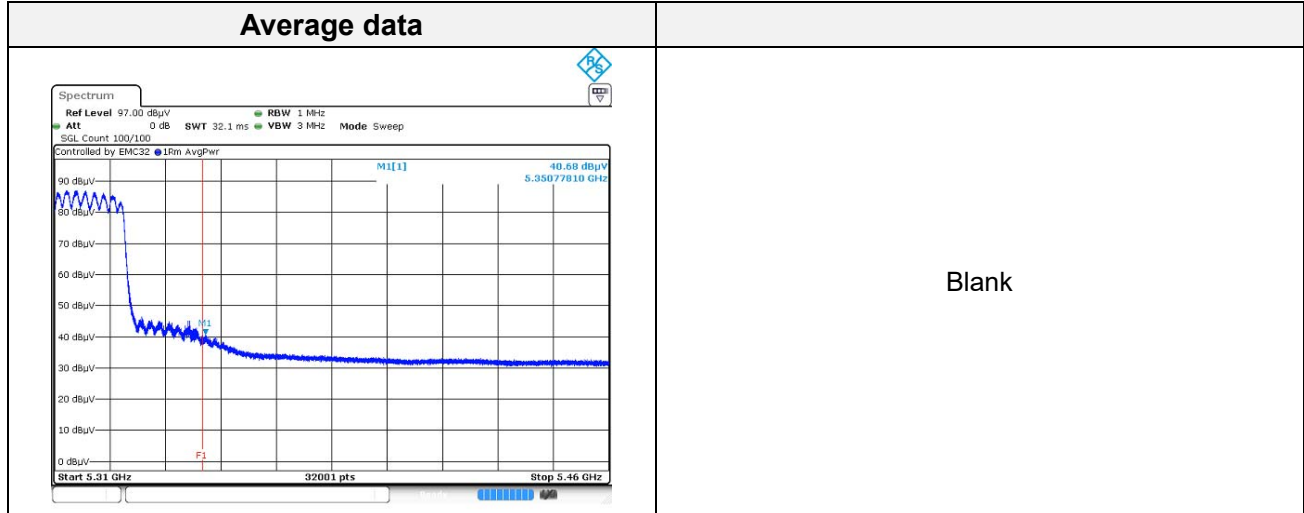 Average data
R&S
Spectrum
Ref Level 97.00 dBµV RBW 1 MHz
Att 0 dB SWT 32.1 ms VBW 3 MHz Mode Sweep
SGL Count 100/100
Controlled by EMC32 1Rm AvgPwr
M1[1] 40.68 dBµV
5.35077810 GHz
90 dBµV
80 dBµV
70 dBµV
60 dBµV
50 dBµV
M1
40 dBµV
30 dBµV
20 dBµV
10 dBµV
F1
0 dBµV
Start 5.31 GHz 32001 pts Stop 5.46 GHz
Blank